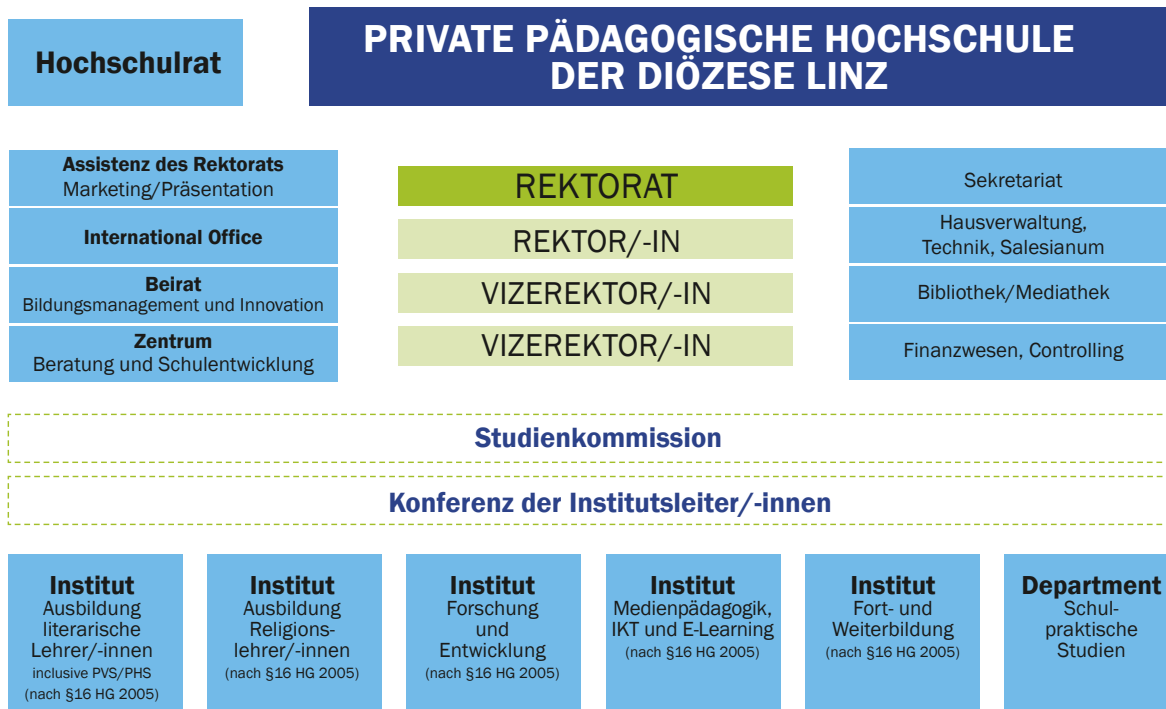 Hochschulrat
PRIVATE PÄDAGOGISCHE HOCHSCHULE
DER DIÖZESE LINZ
Assistenz des Rektorats
Marketing/Präsentation
International Office
Beirat
Bildungsmanagement und Innovation
Zentrum
Beratung und Schulentwicklung
REKTORAT
REKTOR/-IN
VIZEREKTOR/-IN
VIZEREKTOR/-IN
Sekretariat
Hausverwaltung,
Technik, Salesianum
Bibliothek/Mediathek
Finanzwesen, Controlling
Studienkommission
Konferenz der Institutsleiter/-innen
Institut
Ausbildung
literarische
Lehrer/-innen
inclusive PVS/PHS
(nach §16 HG 2005)
Institut
Ausbildung
Religions-
lehrer/-innen
(nach §16 HG 2005)
Institut
Forschung
und
Entwicklung
(nach §16 HG 2005)
Institut
Medienpädagogik,
IKT und E-Learning
(nach §16 HG 2005)
Institut
Fort- und
Weiterbildung
(nach §16 HG 2005)
Department
Schul-
praktische
Studien